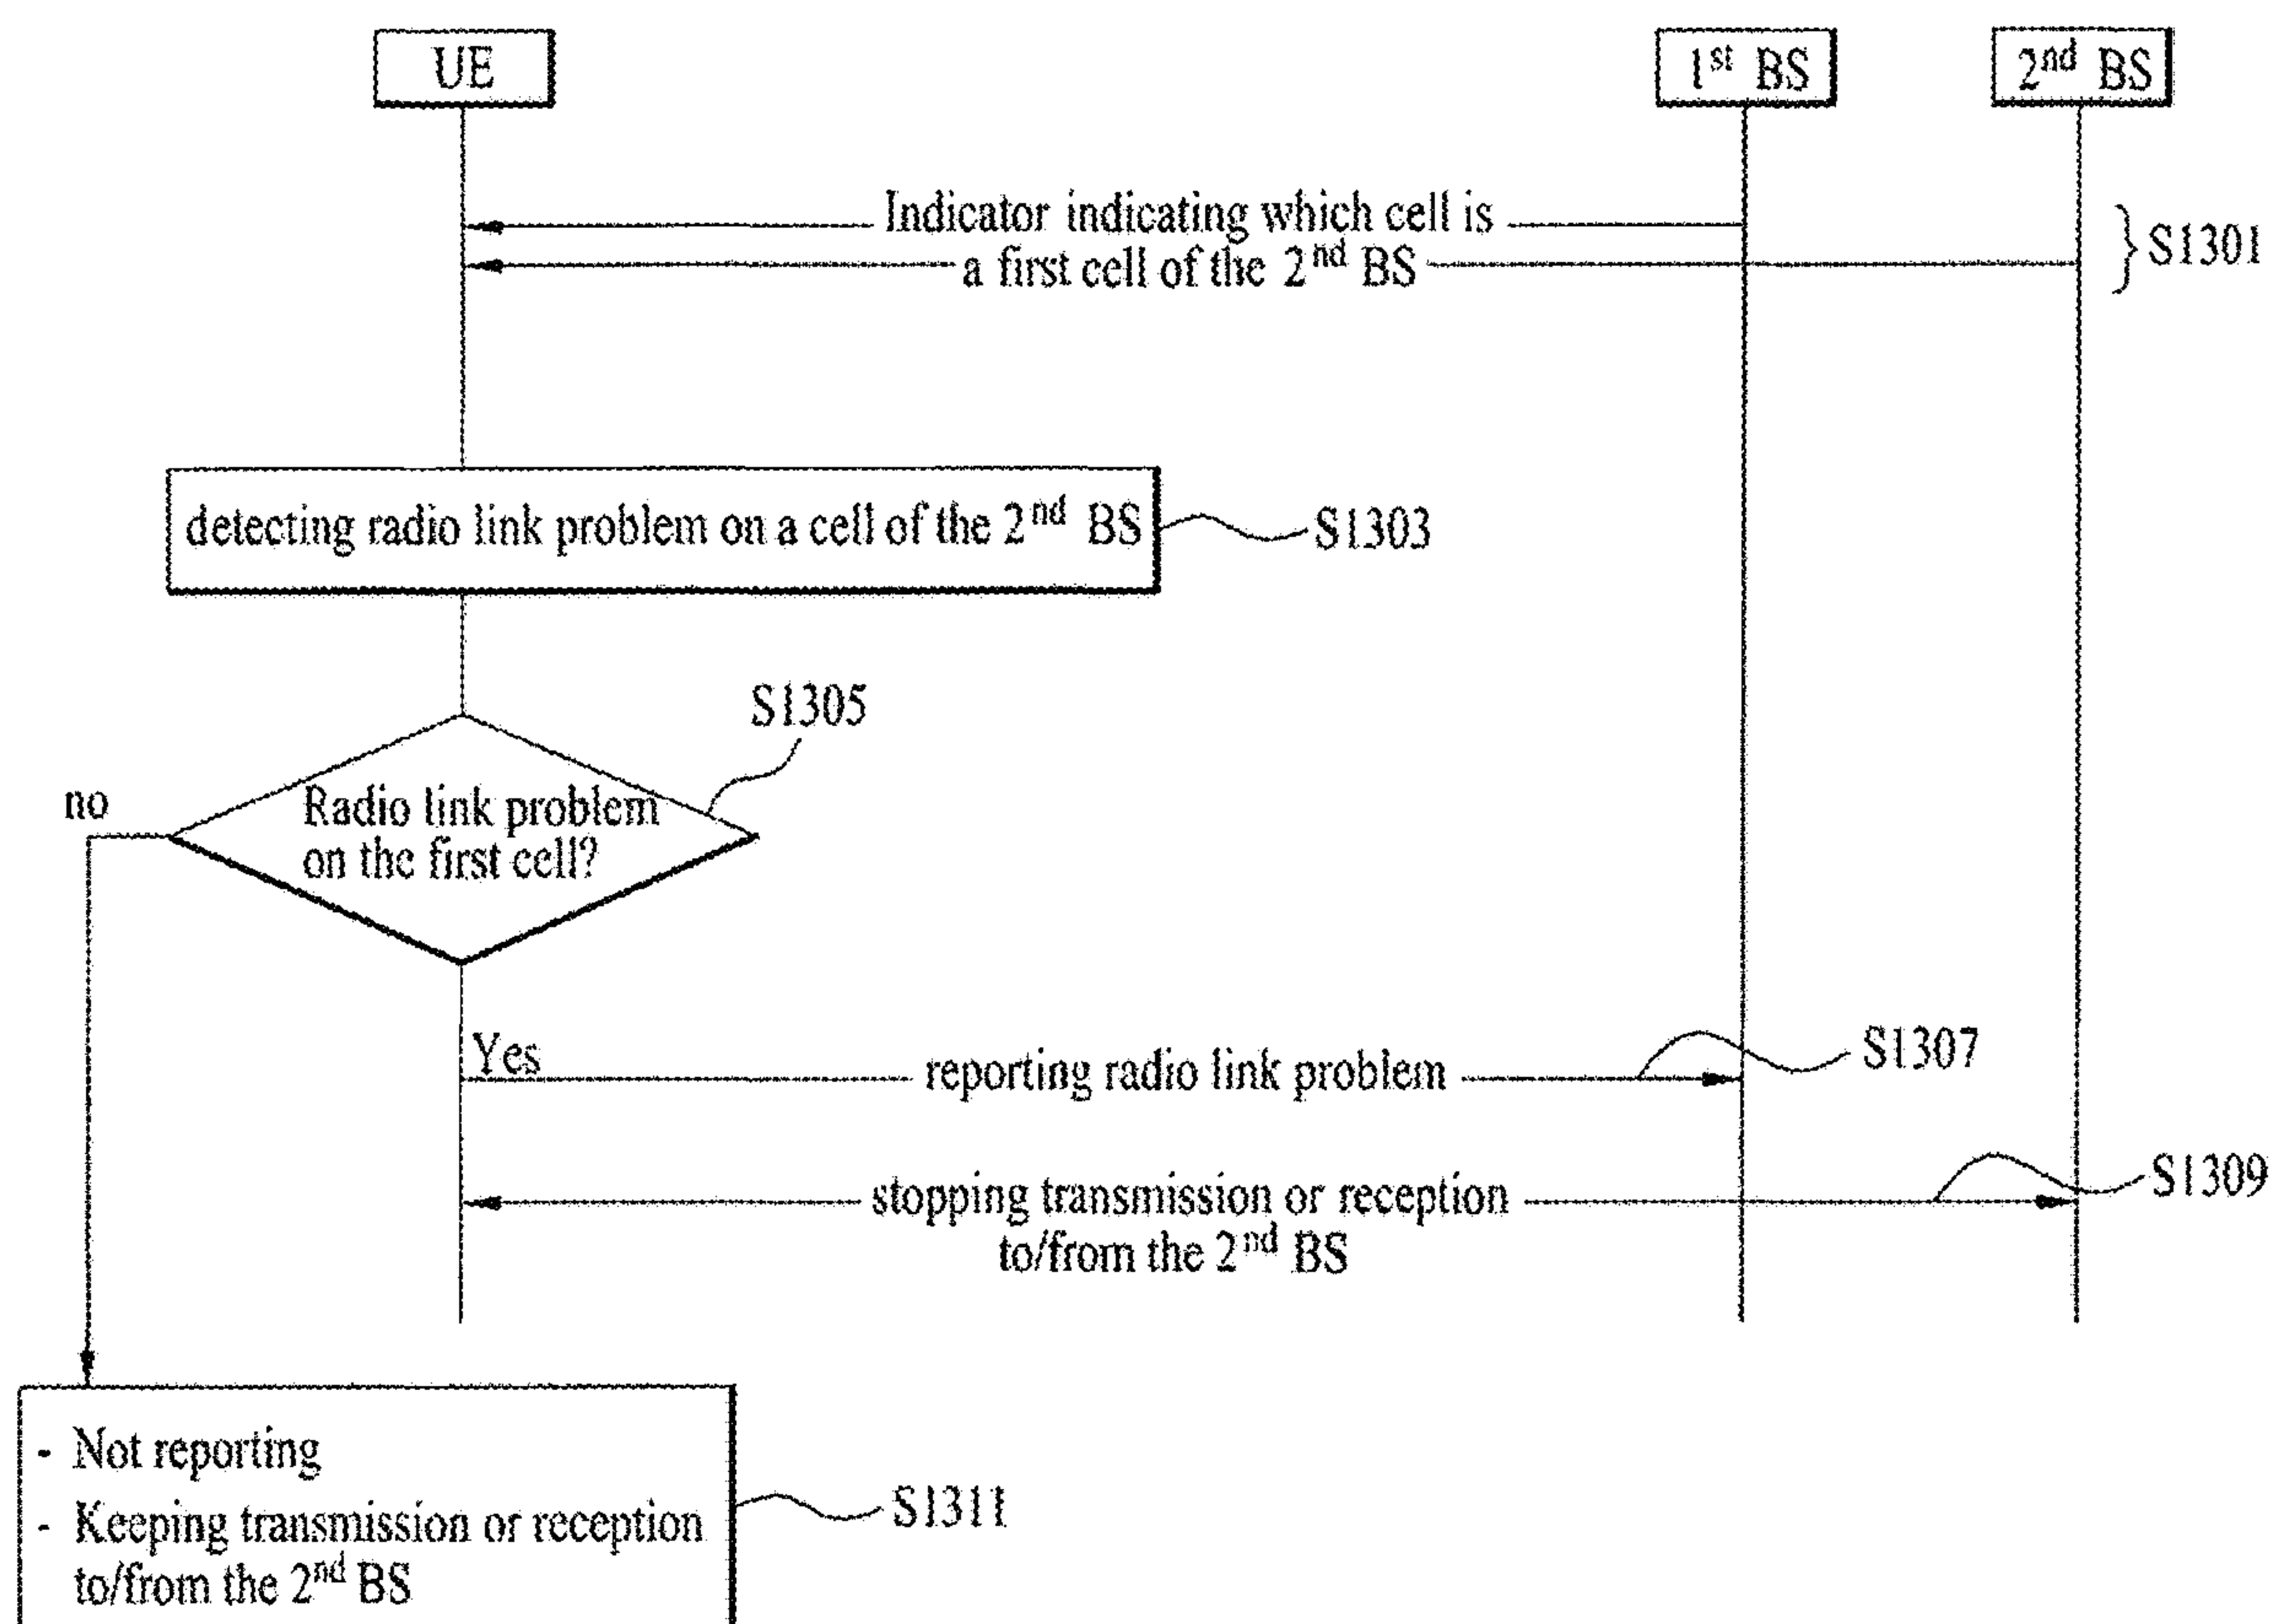 UE
1st BS
2nd BS
Indicator indicating which cell is
a first cell of the 2nd BS
S1301
detecting radio link problem on a cell of the 2nd BS
S1303
S1305
no
Radio link problem
on the first cell?
Yes
reporting radio link problem
S1307
stopping transmission or reception
to/from the 2nd BS
S1309
- Not reporting
- Keeping transmission or reception
to/from the 2nd BS
S1311